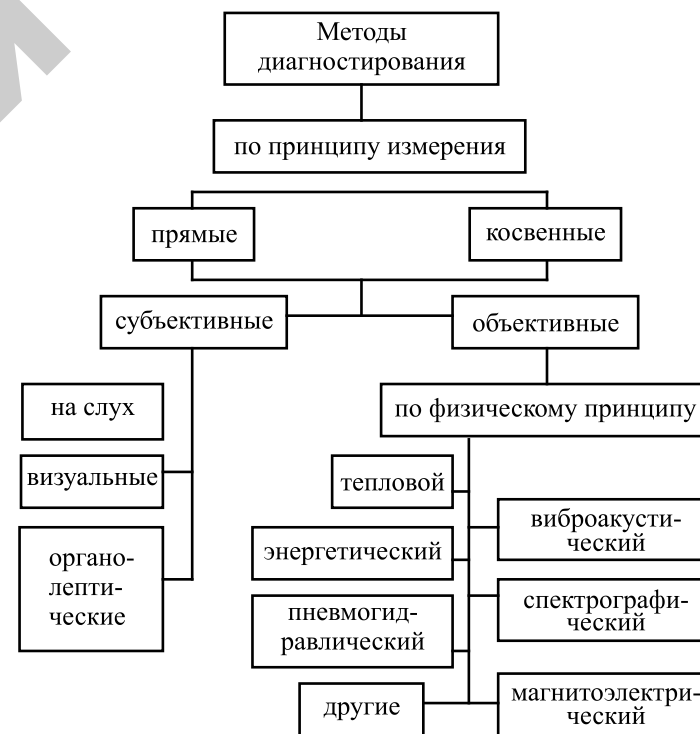 Методы
диагностирования
по принципу измерения
прямые
косвенные
субъективные
объективные
на слух
по физическому принципу
визуальные
тепловой
виброакусти-
ческий
органо-
лепти-
ческие
энергетический
спектрографи-
ческий
пневмогид-
равлический
магнитоэлектри-
ческий
другие